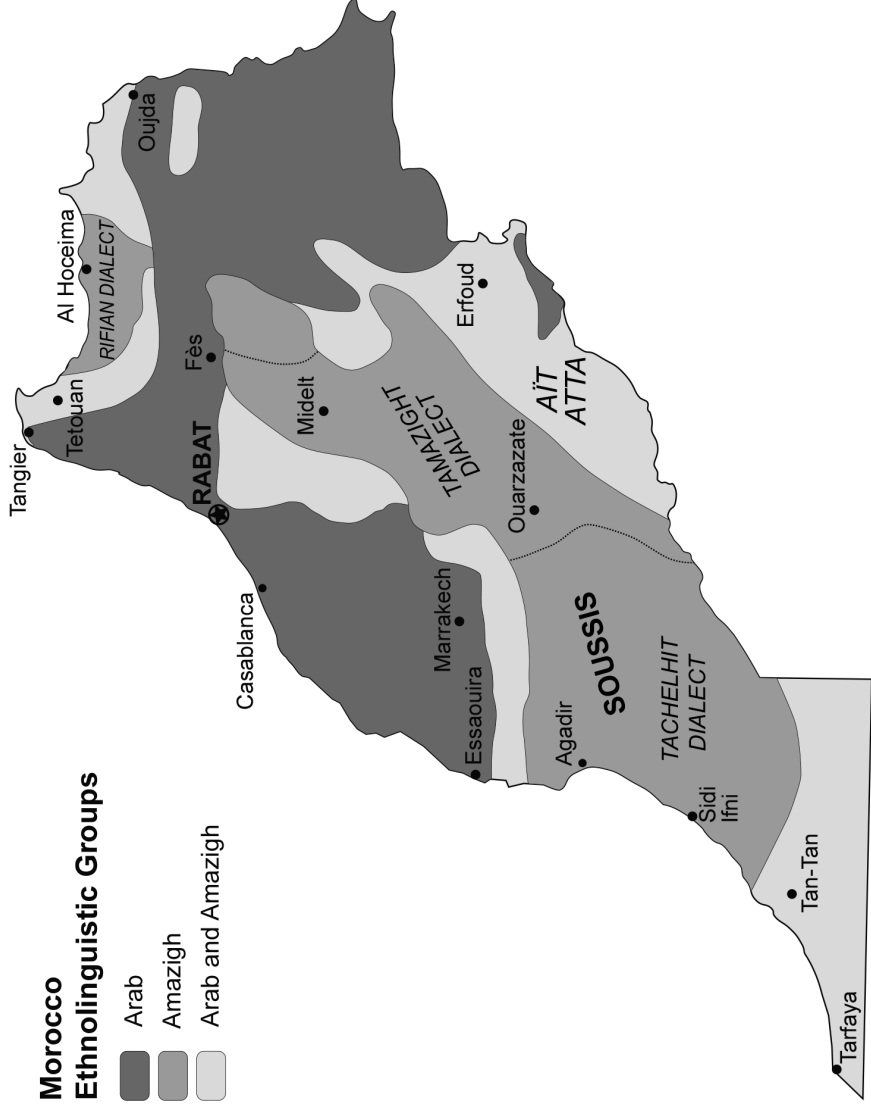 Morocco
Ethnolinguistic Groups
Arab
Amazigh
Arab and Amazigh
Tangier
Tetouan
Al Hoceima
RIFIAN DIALECT
Oujda
RABAT
Fès
Casablanca
Midelt
Marrakech
Essaouira
TAMAZIGHT
DIALECT
Erfoud
AÏT
ATTA
Ouarzazate
Agadir
SOUSSIS
TACHELHIT
DIALECT
Sidi
Ifni
Tan-Tan
Tarfaya